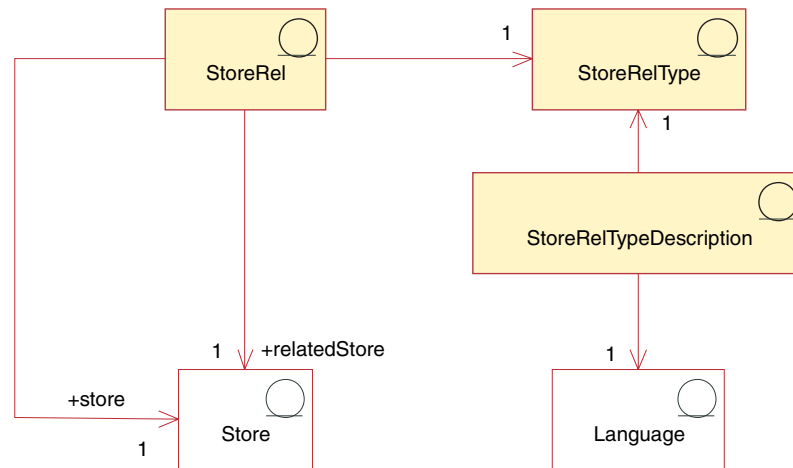 1
StoreRel
StoreRelType
1
StoreRelTypeDescription
1
+relatedStore
1
+store
1
Store
Language